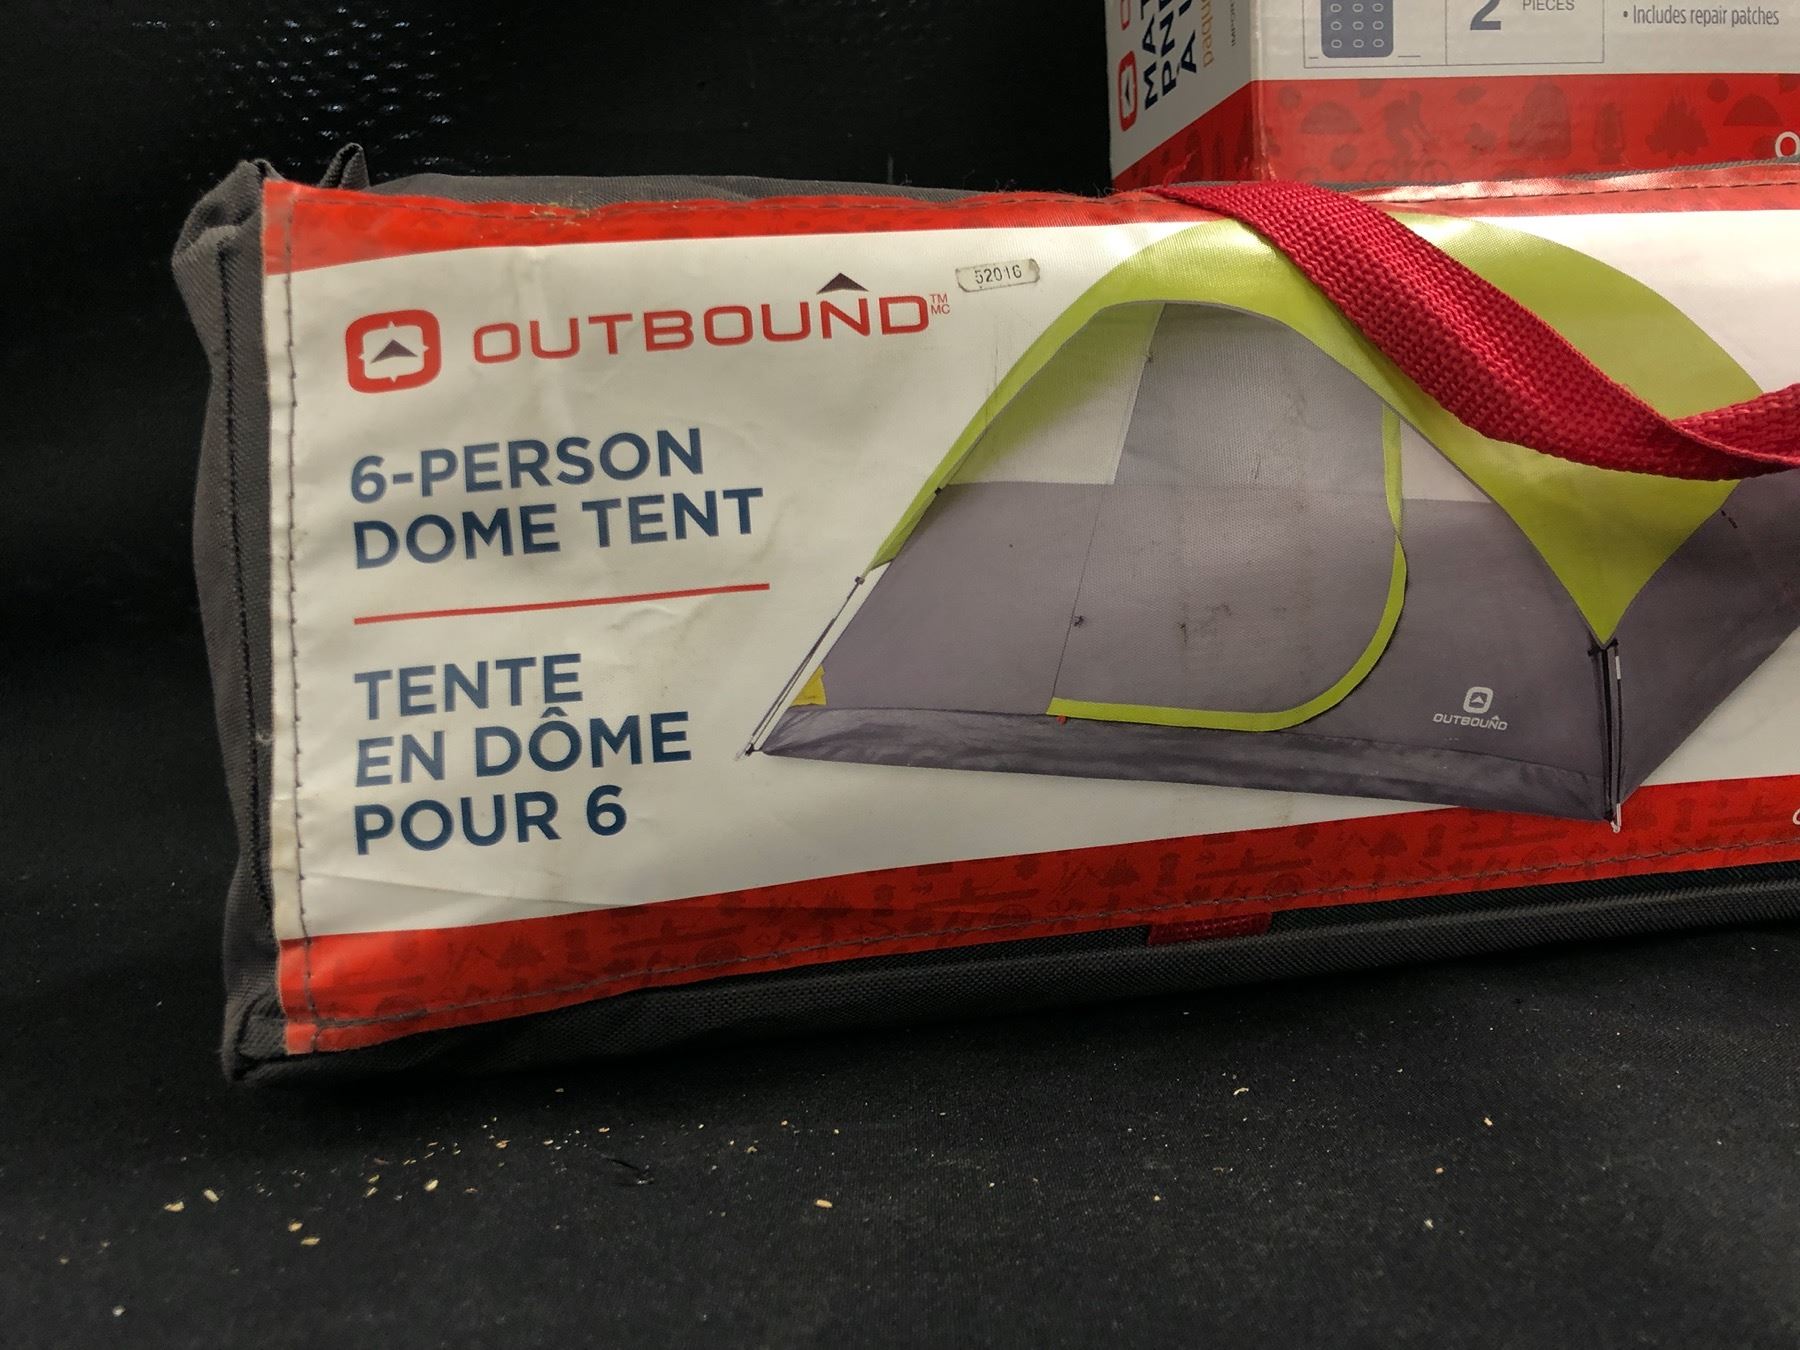 2 PIECES
• Includes repair patches
OUTBOUND TM MC
52016
6-PERSON
DOME TENT
TENTE
EN DÔME
POUR 6
OUTBOUND